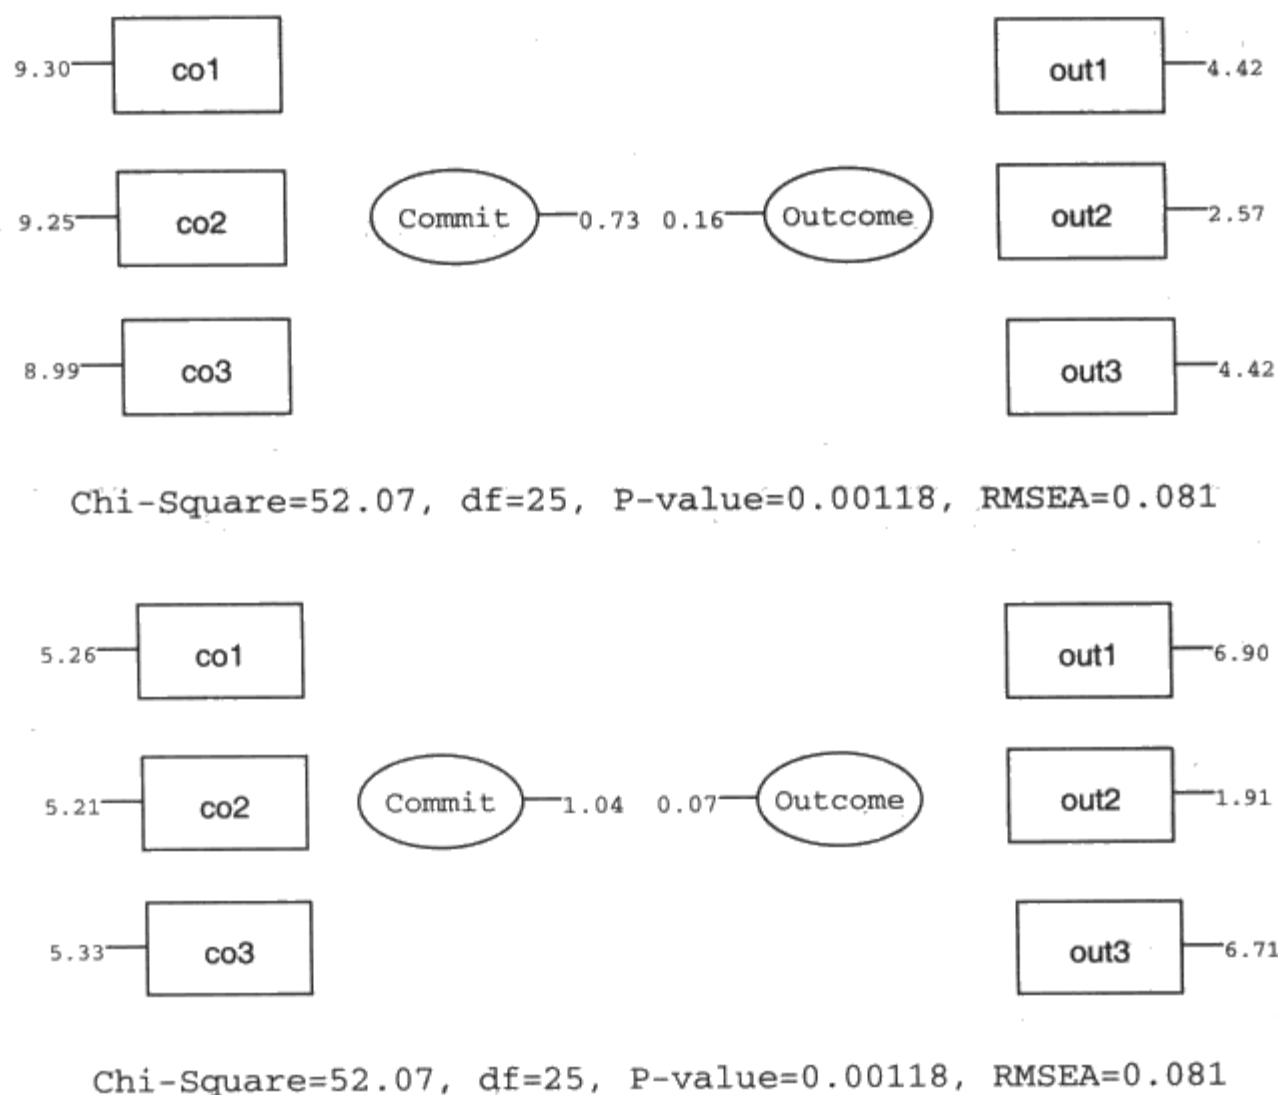 9.30 co1 out1 4.42
9.25 co2 Commit 0.73 0.16 Outcome out2 2.57
8.99 co3 out3 4.42
Chi-Square=52.07, df=25, P-value=0.00118, RMSEA=0.081
5.26 co1 out1 6.90
5.21 co2 Commit 1.04 0.07 Outcome out2 1.91
5.33 co3 out3 6.71
Chi-Square=52.07, df=25, P-value=0.00118, RMSEA=0.081